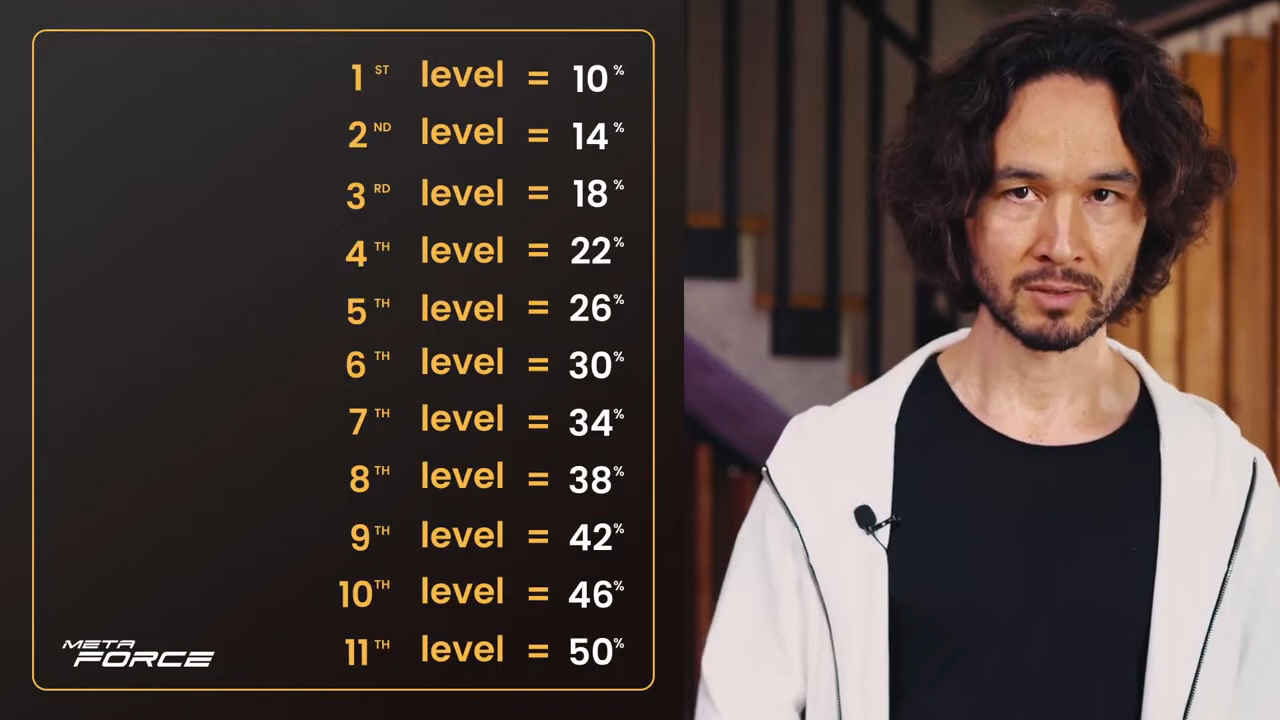 1ST level = 10%
2ND level = 14%
3RD level = 18%
4TH level = 22%
5TH level = 26%
6TH level = 30%
7TH level = 34%
8TH level = 38%
9TH level = 42%
10TH level = 46%
11TH level = 50%
META
FORCE